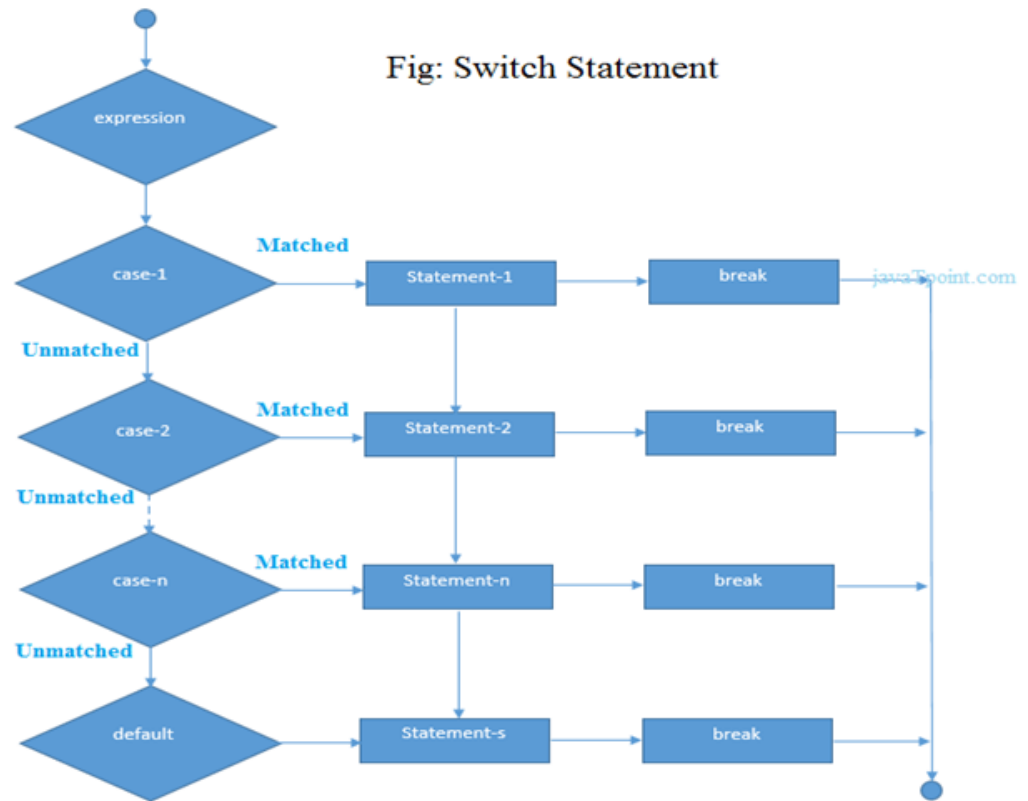 Fig: Switch Statement
expression
case-1
Matched
Statement-1
break
javaTpoint.com
Unmatched
case-2
Matched
Statement-2
break
Unmatched
case-n
Matched
Statement-n
break
Unmatched
default
Statement-s
break